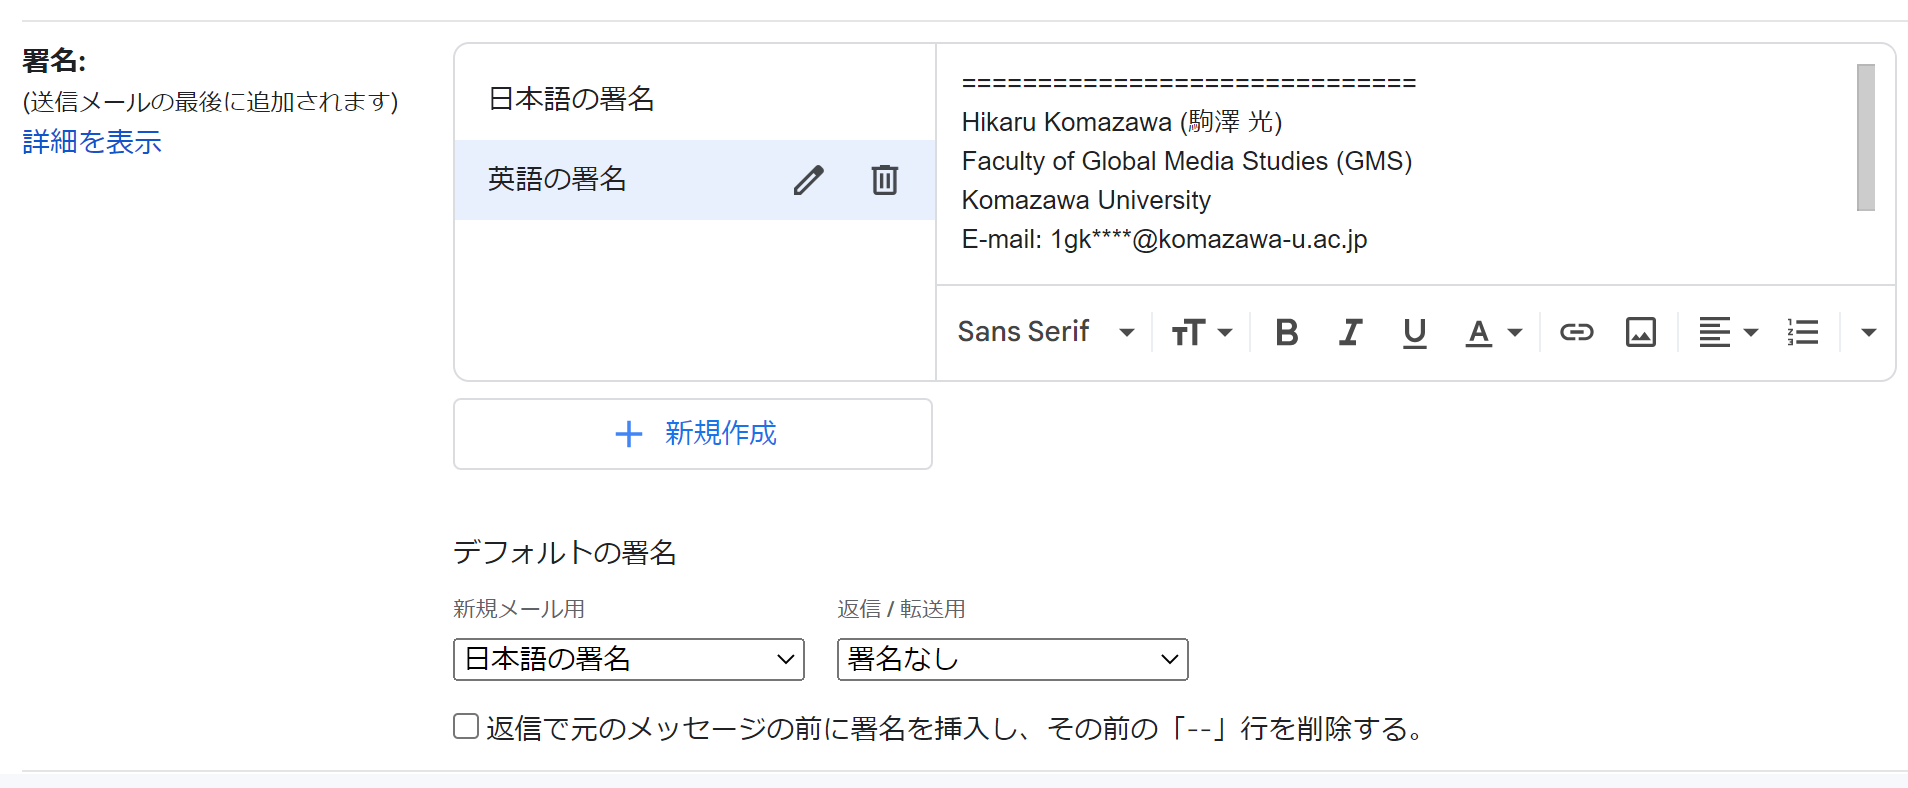 署名:
(送信メールの最後に追加されます)
詳細を表示
日本語の署名
英語の署名
==============================
Hikaru Komazawa (駒澤 光)
Faculty of Global Media Studies (GMS)
Komazawa University
E-mail: 1gk****@komazawa-u.ac.jp
Sans Serif
新規作成
デフォルトの署名
新規メール用
返信 / 転送用
日本語の署名
署名なし
返信で元のメッセージの前に署名を挿入し、その前の「--」行を削除する。